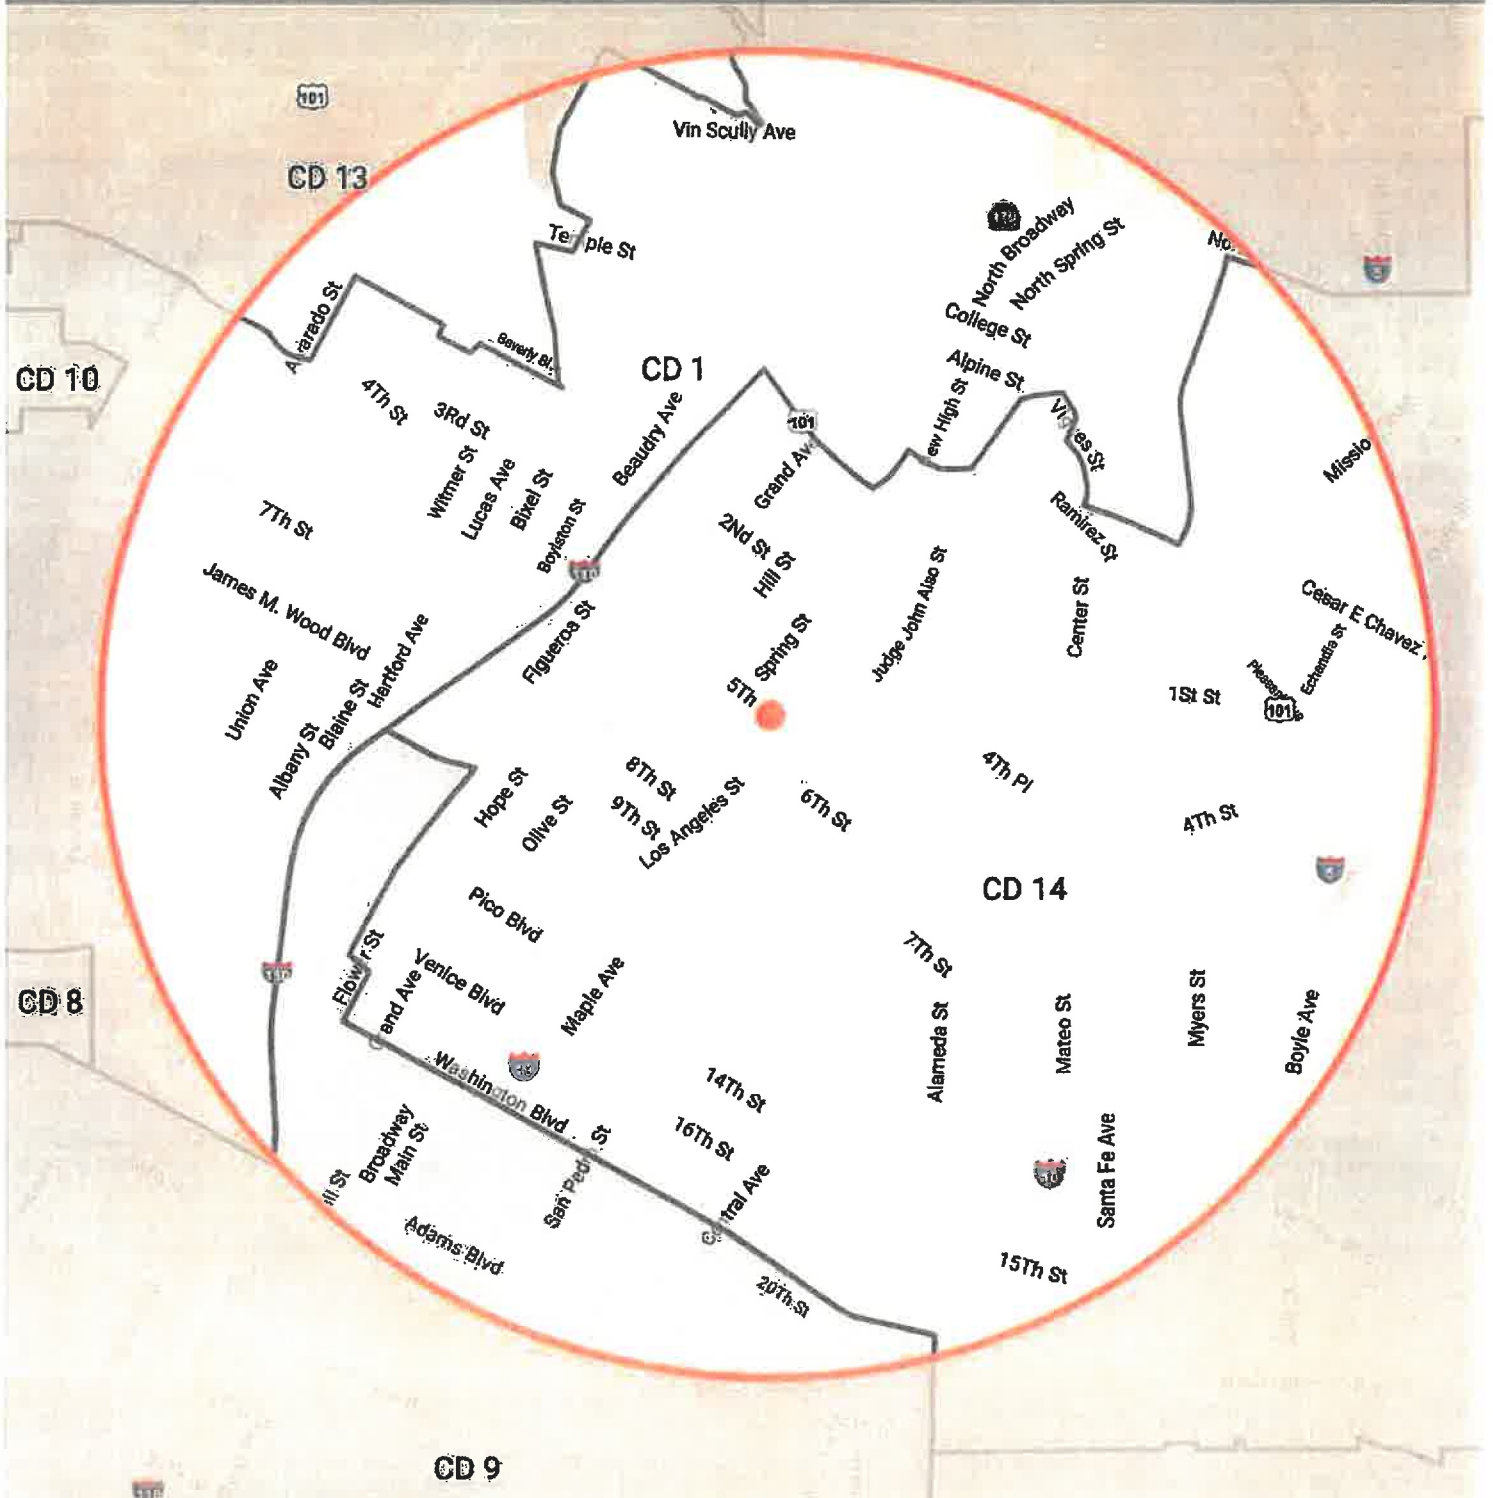 101
Vin Scully Ave
CD 13
North Broadway
North Spring St
College St
Alpine St
CD 1
CD 10
Beverly Bl
4Th St
3Rd St
Beaudry Ave
101
Witmer St
Lucas Ave
Bixel St
Boylston St
7Th St
2Nd St
Hill St
Ramirez St
James M. Wood Blvd
Hartford Ave
Figueroa St
Judge John Aiso St
Center St
Cesar E Chavez
Echandia St
Spring St
Union Ave
Blaine St
Albany St
5Th
1St St
101
Hope St
Olive St
8Th St
9Th St
Los Angeles St
6Th St
4Th Pl
4Th St
CD 14
Pico Blvd
7Th St
CD 8
Venice Blvd
Maple Ave
Alameda St
Mateo St
Myers St
Boyle Ave
Washington Blvd
14Th St
16Th St
Broadway
Main St
Santa Fe Ave
Adams Blvd
20Th St
15Th St
CD 9
110